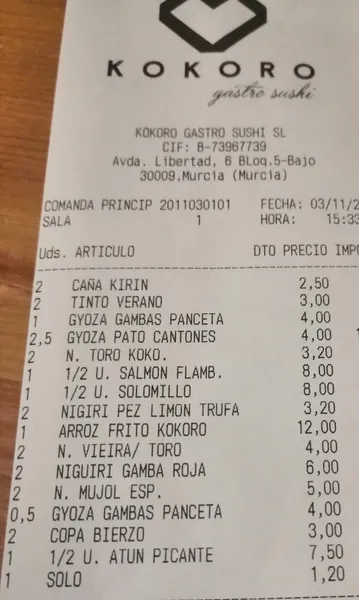 KOKORO
gastro sushi
KOKORO GASTRO SUSHI SL
CIF: B-73967739
Avda. Libertad, 6 BLoq.5-Bajo
30009,Murcia (Murcia)
COMANDA PRINCIP 2011030101 FECHA: 03/11/2
SALA 1 HORA: 15:33
Uds. ARTICULO DTO PRECIO IMPO
2 CAÑA KIRIN 2,50
2 TINTO VERANO 3,00
1 GYOZA GAMBAS PANCETA 4,00
2,5 GYOZA PATO CANTONES 4,00 1
2 N. TORO KOKO. 3,20
1 1/2 U. SALMON FLAMB. 8,00
1 1/2 U. SOLOMILLO 8,00
2 NIGIRI PEZ LIMON TRUFA 3,20
1 ARROZ FRITO KOKORO 12,00
2 N. VIEIRA/ TORO 4,00
2 NIGUIRI GAMBA ROJA 6,00
2 N. MUJOL ESP. 5,00
0,5 GYOZA GAMBAS PANCETA 4,00
2 COPA BIERZO 3,00
1 1/2 U. ATUN PICANTE 7,50
1 SOLO 1,20